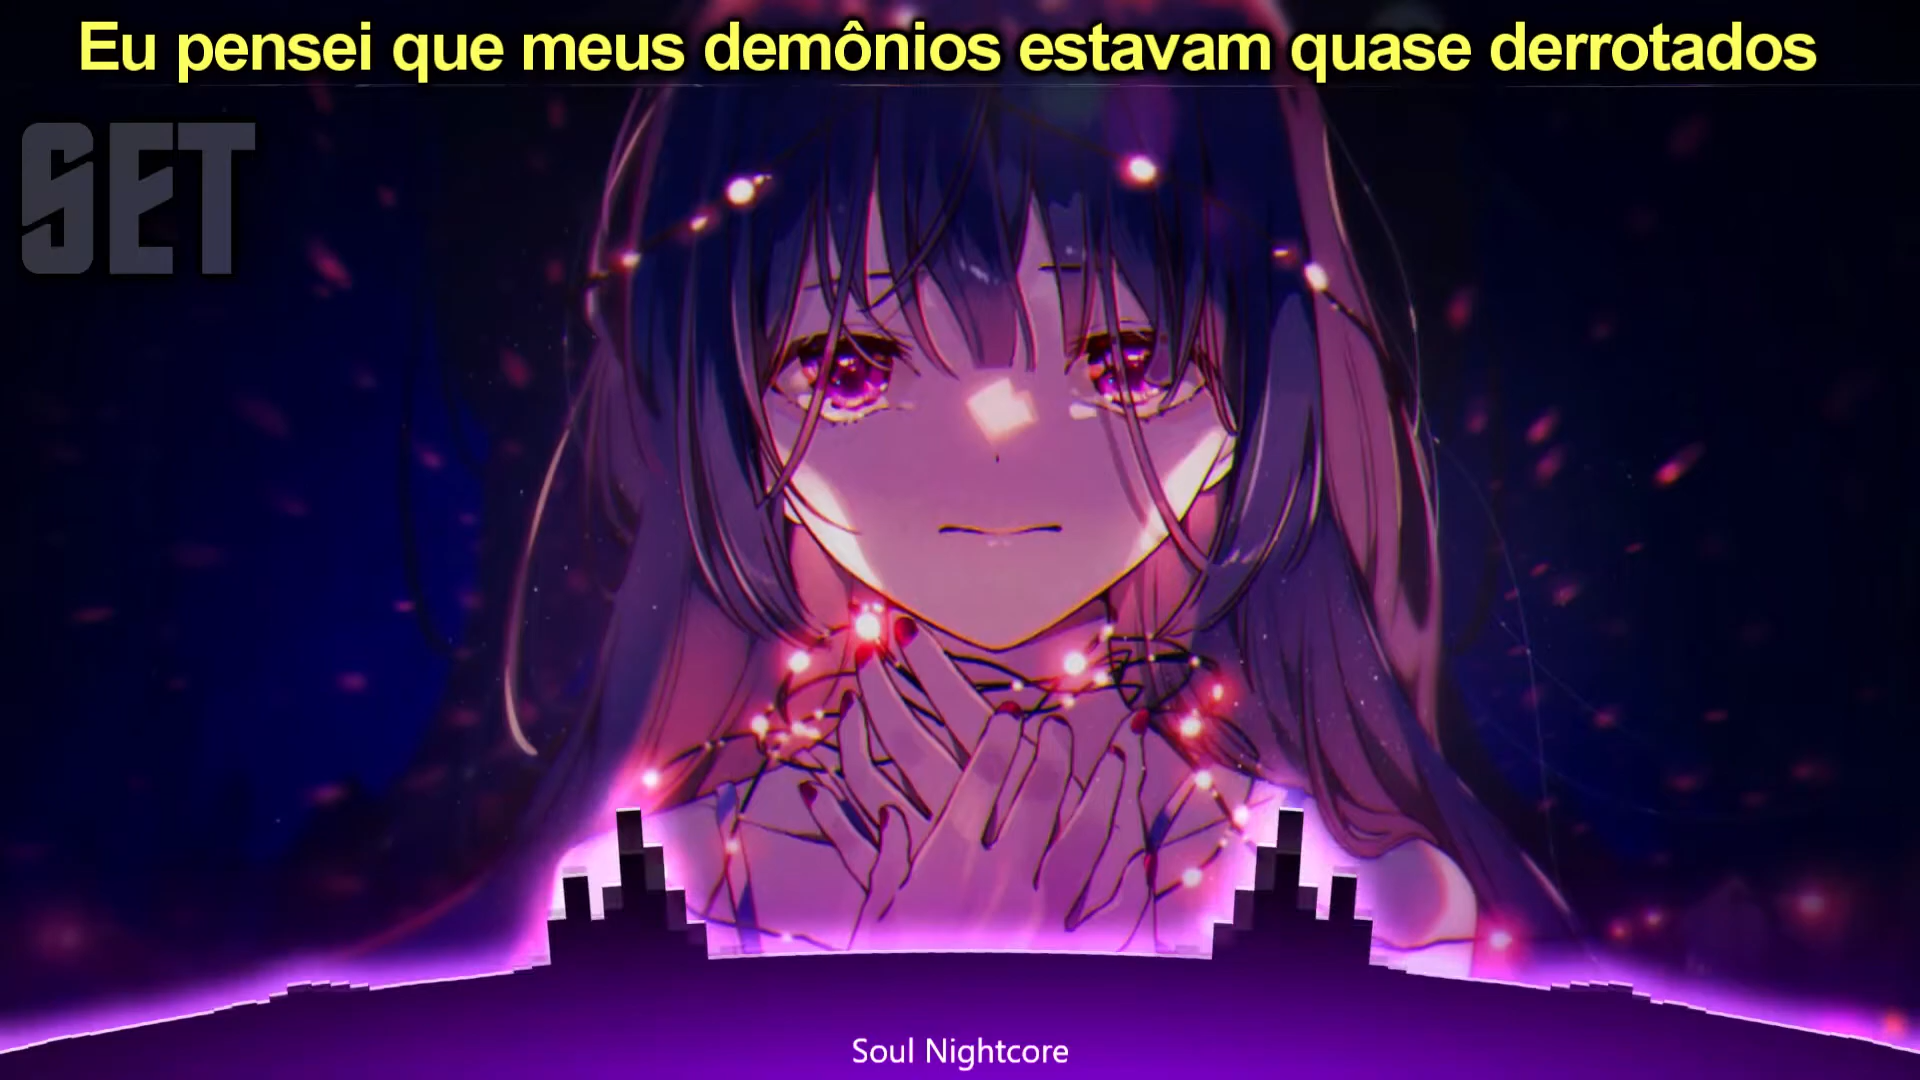 Eu pensei que meus demônios estavam quase derrotados
SET
Soul Nightcore